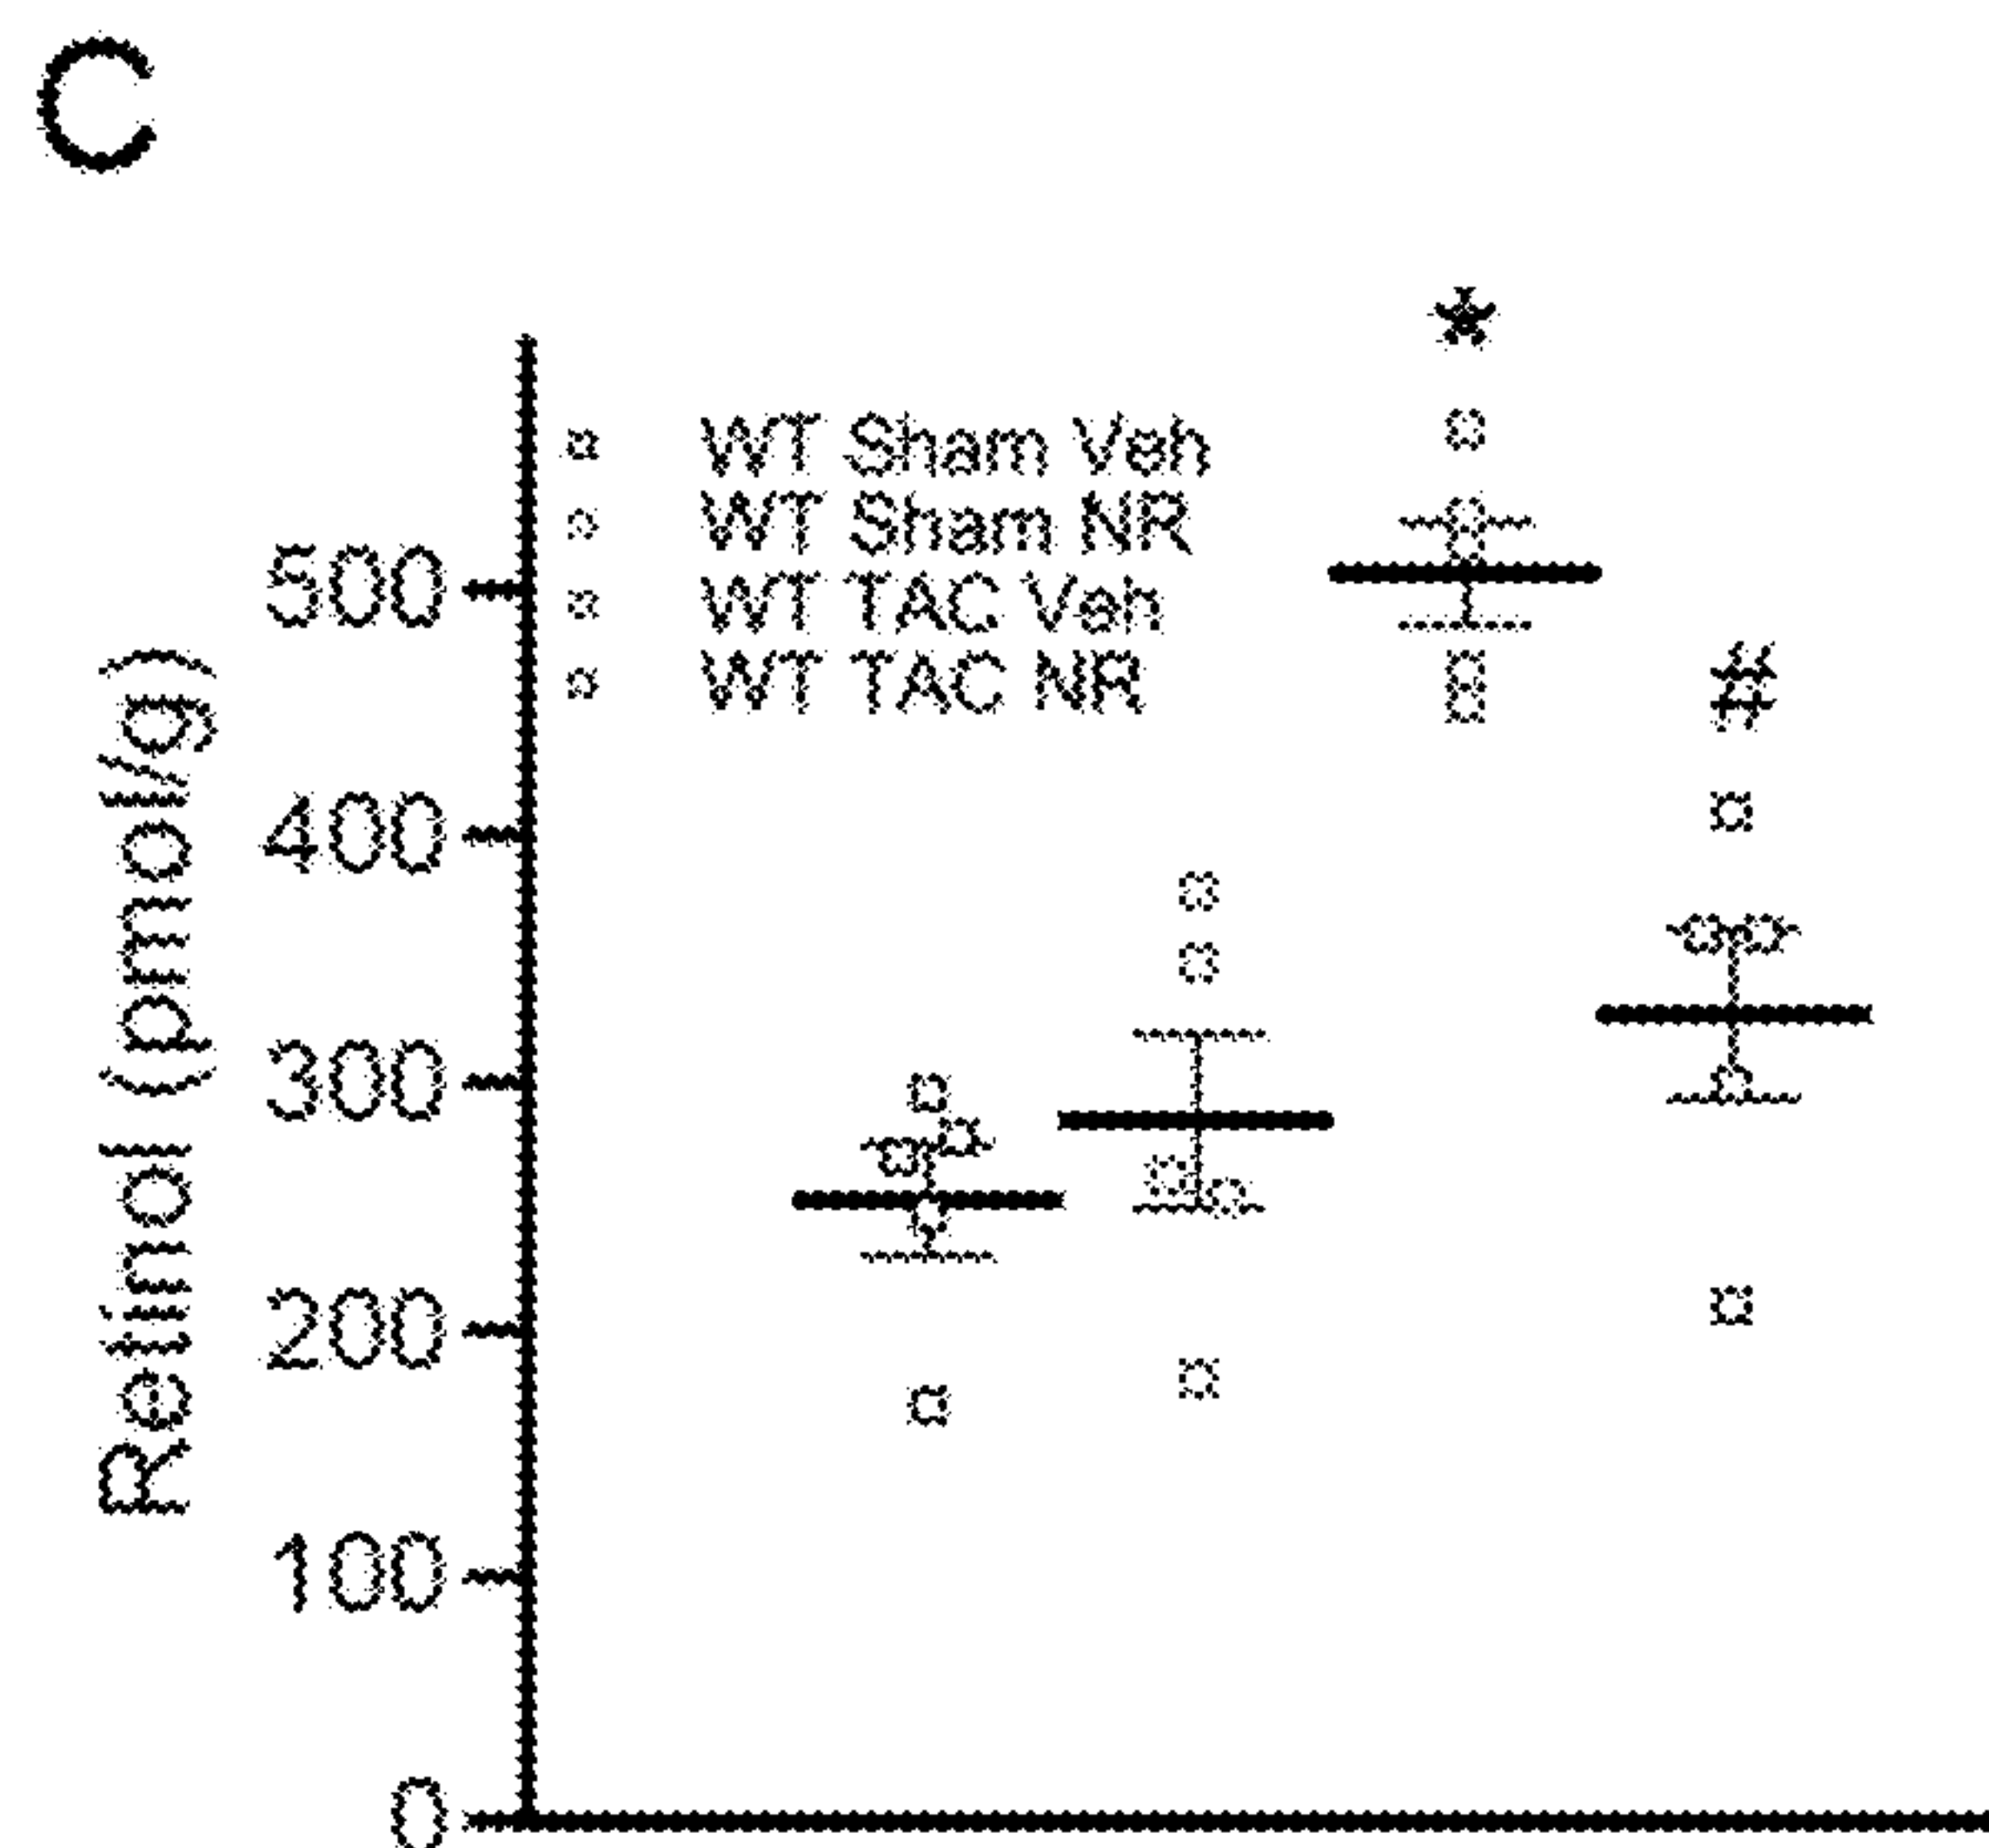 C
*
WT Sham Veh
WT Sham NR
500
WT TAC Veh
WT TAC NR
#
400
300
200
100
0
Retinol (pmol/g)